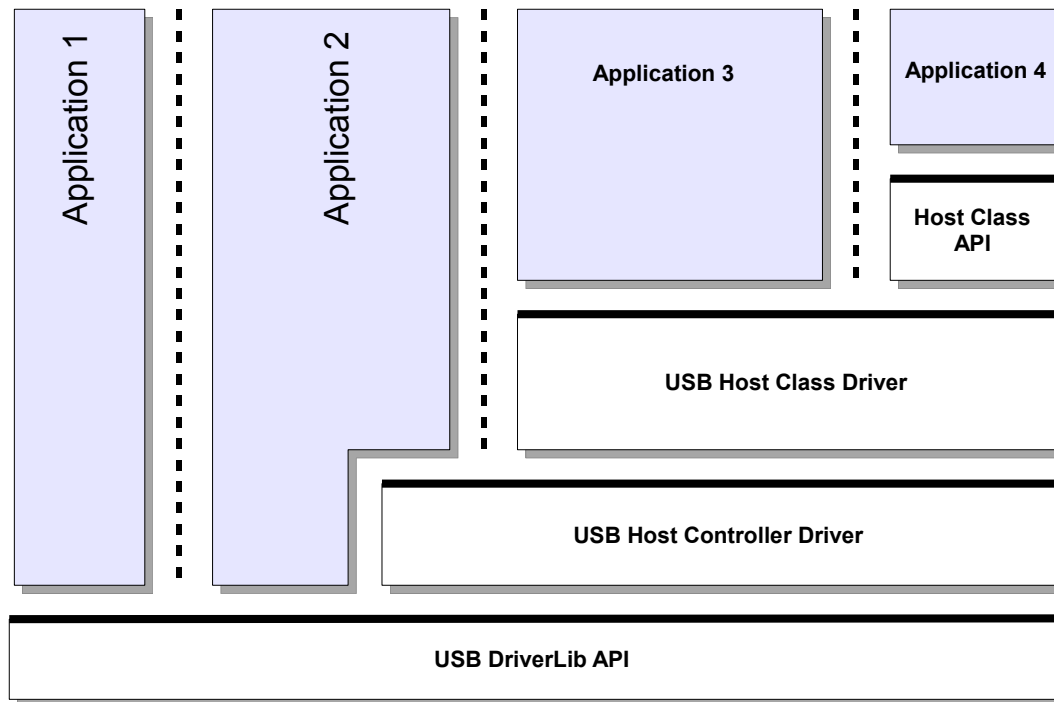 Application 1
Application 2
Application 3
Application 4
Host Class
API
USB Host Class Driver
USB Host Controller Driver
USB DriverLib API